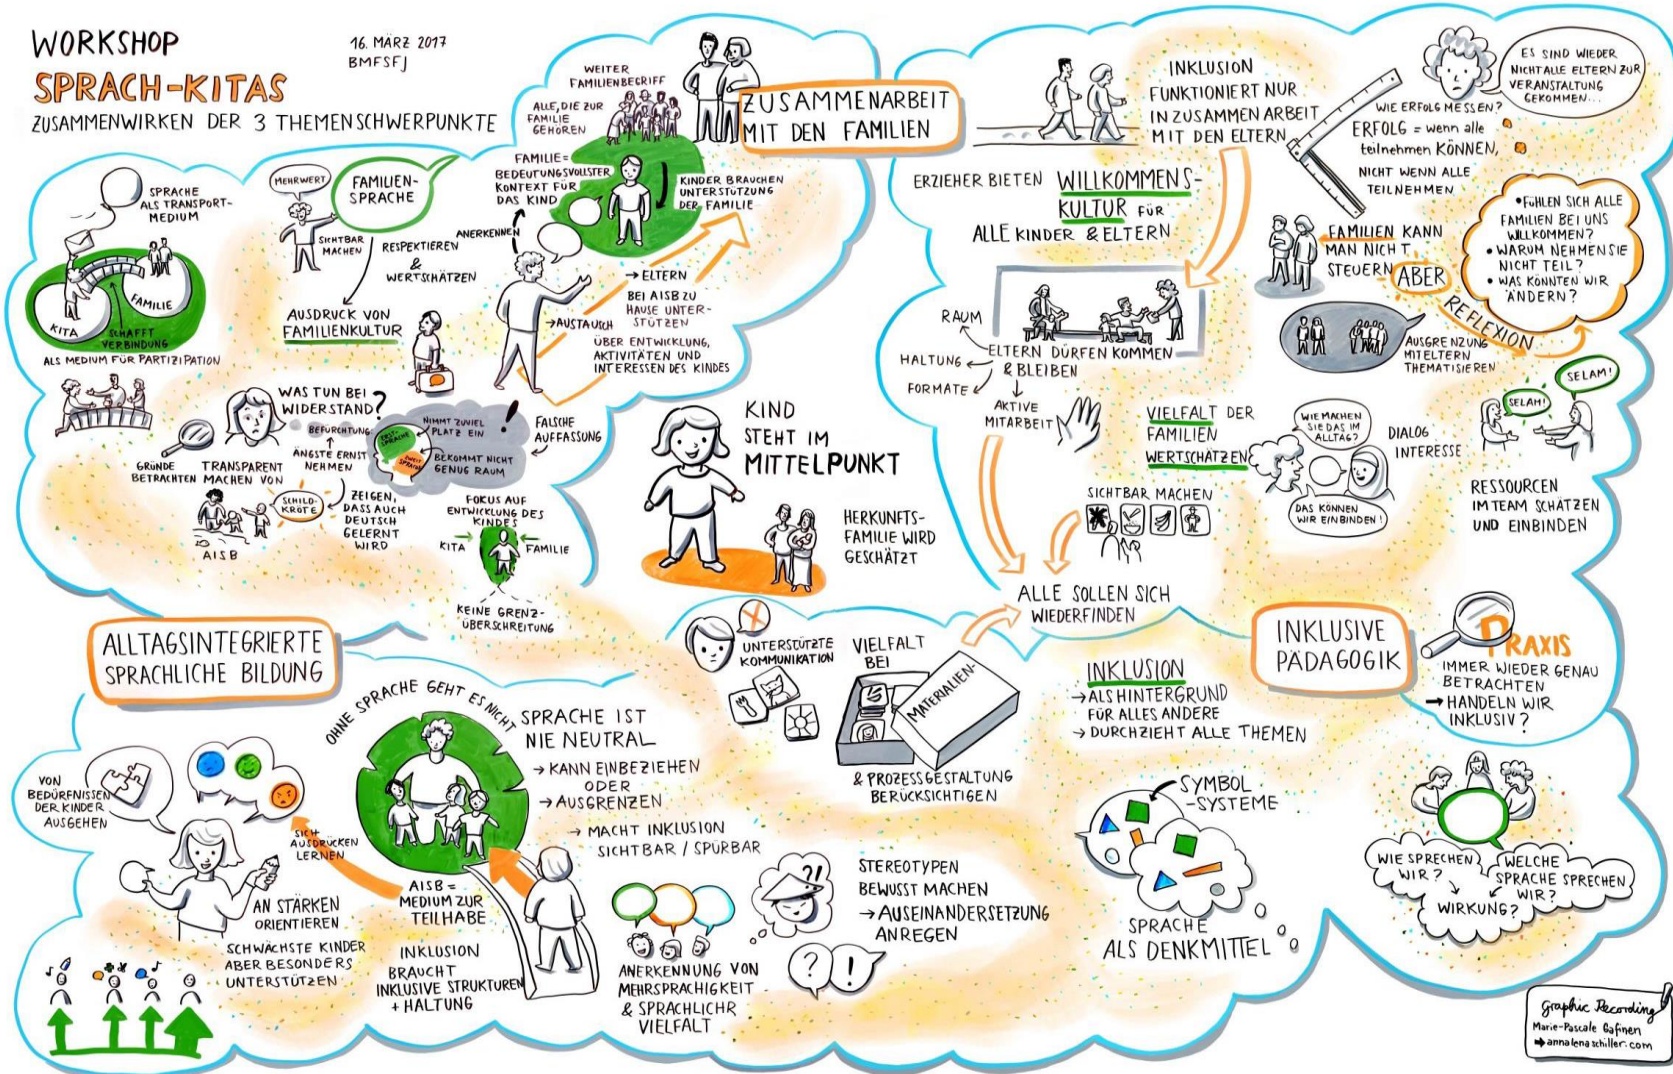 WORKSHOP
SPRACH-KITAS
ZUSAMMENWIRKEN DER 3 THEMENSCHWERPUNKTE
16. MÄRZ 2017
BMFSFJ
SPRACHE
ALS TRANSPORT-
MEDIUM
KITA
FAMILIE
SCHAFFT
VERBINDUNG
ALS MEDIUM FÜR PARTIZIPATION
MEHRWERT
FAMILIEN-
SPRACHE
SICHTBAR
MACHEN
RESPEKTIEREN
&
WERTSCHÄTZEN
AUSDRUCK VON
FAMILIENKULTUR
WEITER
FAMILIENBEGRIFF
ALLE, DIE ZUR
FAMILIE
GEHÖREN
FAMILIE =
BEDEUTUNGSVOLLSTER
KONTEXT FÜR
DAS KIND
ANERKENNEN
KINDER BRAUCHEN
UNTERSTÜTZUNG
DER FAMILIE
→ ELTERN
BEI AISB ZU
HAUSE UNTER-
STÜTZEN
→ AUSTAUSCH
ÜBER ENTWICKLUNG,
AKTIVITÄTEN UND
INTERESSEN DES KINDES
ZUSAMMENARBEIT
MIT DEN FAMILIEN
WAS TUN BEI
WIDERSTAND?
BEFÜRCHTUNG:
ERST-
SPRACHE
ZWEIT
SPRACHE
NIMMT ZUVIEL
PLATZ EIN
BEKOMMT NICHT
GENUG RAUM
!
FALSCHE
AUFFASSUNG
ÄNGSTE ERNST
NEHMEN
GRÜNDE
BETRACHTEN
TRANSPARENT
MACHEN VON
SCHILD-
KRÖTE
AISB
ZEIGEN,
DASS AUCH
DEUTSCH
GELERNT
WIRD
FOKUS AUF
ENTWICKLUNG DES
KINDES
KITA
FAMILIE
KEINE GRENZ-
ÜBERSCHREITUNG
KIND
STEHT IM
MITTELPUNKT
HERKUNFTS-
FAMILIE WIRD
GESCHÄTZT
INKLUSION
FUNKTIONIERT NUR
IN ZUSAMMENARBEIT
MIT DEN ELTERN
ERZIEHER BIETEN WILLKOMMENS-
KULTUR FÜR
ALLE KINDER & ELTERN
RAUM
HALTUNG
FORMATE
ELTERN DÜRFEN KOMMEN
& BLEIBEN
AKTIVE
MITARBEIT
WIE ERFOLG MESSEN?
ERFOLG = wenn alle
teilnehmen KÖNNEN,
NICHT WENN ALLE
TEILNEHMEN
ES SIND WIEDER
NICHT ALLE ELTERN ZUR
VERANSTALTUNG
GEKOMMEN...
FAMILIEN KANN
MAN NICHT
STEUERN
ABER
REFLEXION
• FÜHLEN SICH ALLE
FAMILIEN BEI UNS
WILLKOMMEN?
• WARUM NEHMEN SIE
NICHT TEIL?
• WAS KÖNNTEN WIR
ÄNDERN?
AUSGRENZUNG
MIT ELTERN
THEMATISIEREN
VIELFALT DER
FAMILIEN
WERTSCHÄTZEN
WIE MACHEN
SIE DAS IM
ALLTAG?
DAS KÖNNEN
WIR EINBINDEN!
DIALOG
INTERESSE
SELAM!
SELAM!
RESSOURCEN
IM TEAM SCHÄTZEN
UND EINBINDEN
SICHTBAR MACHEN
ALLE SOLLEN SICH
WIEDERFINDEN
INKLUSIVE
PÄDAGOGIK
PRAXIS
IMMER WIEDER GENAU
BETRACHTEN
→ HANDELN WIR
INKLUSIV?
UNTERSTÜTZTE
KOMMUNIKATION
VIELFALT
BEI
MATERIALIEN-
& PROZESSGESTALTUNG
BERÜCKSICHTIGEN
INKLUSION
→ ALS HINTERGRUND
FÜR ALLES ANDERE
→ DURCHZIEHT ALLE THEMEN
SYMBOL
-SYSTEME
SPRACHE
ALS DENKMITTEL
WIE SPRECHEN
WIR?
WELCHE
SPRACHE SPRECHEN
WIR?
WIRKUNG?
ALLTAGSINTEGRIERTE
SPRACHLICHE BILDUNG
OHNE SPRACHE GEHT ES NICHT
SPRACHE IST
NIE NEUTRAL
→ KANN EINBEZIEHEN
ODER
→ AUSGRENZEN
→ MACHT INKLUSION
SICHTBAR / SPÜRBAR
VON
BEDÜRFNISSEN
DER KINDER
AUSGEHEN
SICH
AUSDRÜCKEN
LERNEN
AN STÄRKEN
ORIENTIEREN
SCHWÄCHSTE KINDER
ABER BESONDERS
UNTERSTÜTZEN
AISB =
MEDIUM ZUR
TEILHABE
INKLUSION
BRAUCHT
INKLUSIVE STRUKTUREN
+ HALTUNG
ANERKENNUNG VON
MEHRSPRACHIGKEIT
& SPRACHLICHR
VIELFALT
?!
STEREOTYPEN
BEWUSST MACHEN
→ AUSEINANDERSETZUNG
ANREGEN
? !
Graphic Recording
Marie-Pascale Gafinen
→ annalenaschiller.com